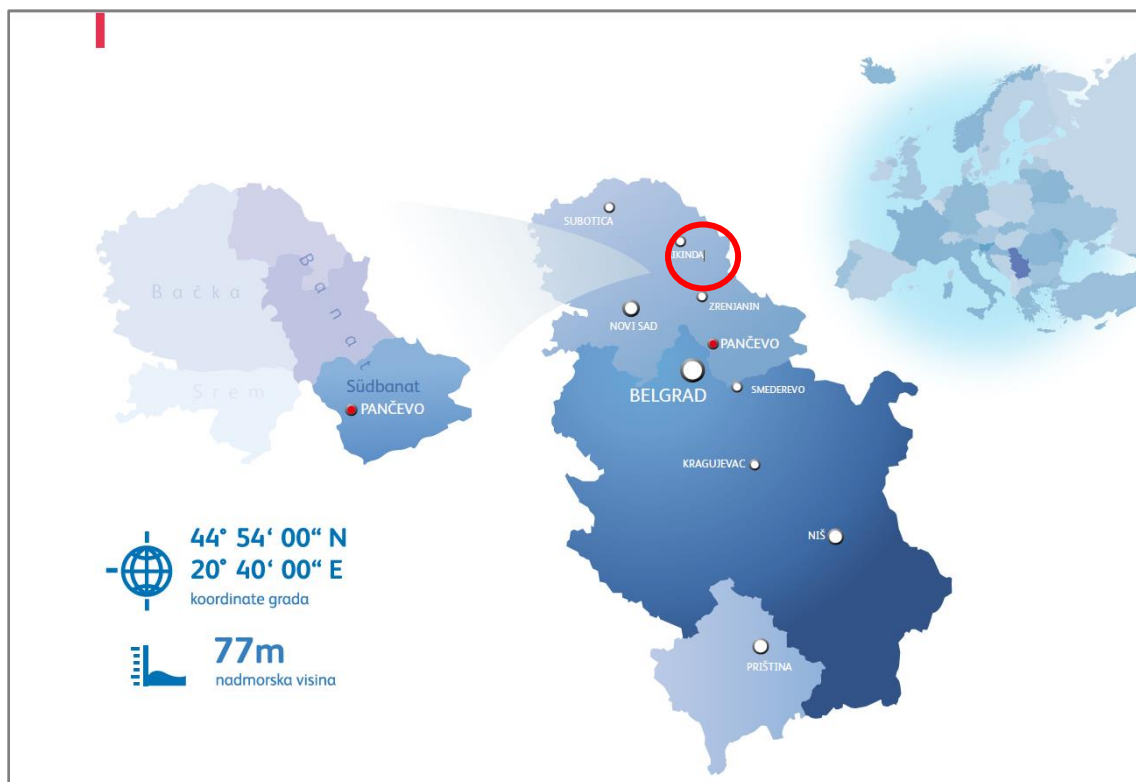 Bačka
Banat
Srem
Südbanat
PANČEVO
SUBOTICA
IKINDA
ZRENJANIN
NOVI SAD
PANČEVO
BELGRAD
SMEDEREVO
KRAGUJEVAC
NIŠ
PRIŠTINA
44° 54‘ 00“ N
20° 40‘ 00“ E
koordinate grada
77m
nadmorska visina